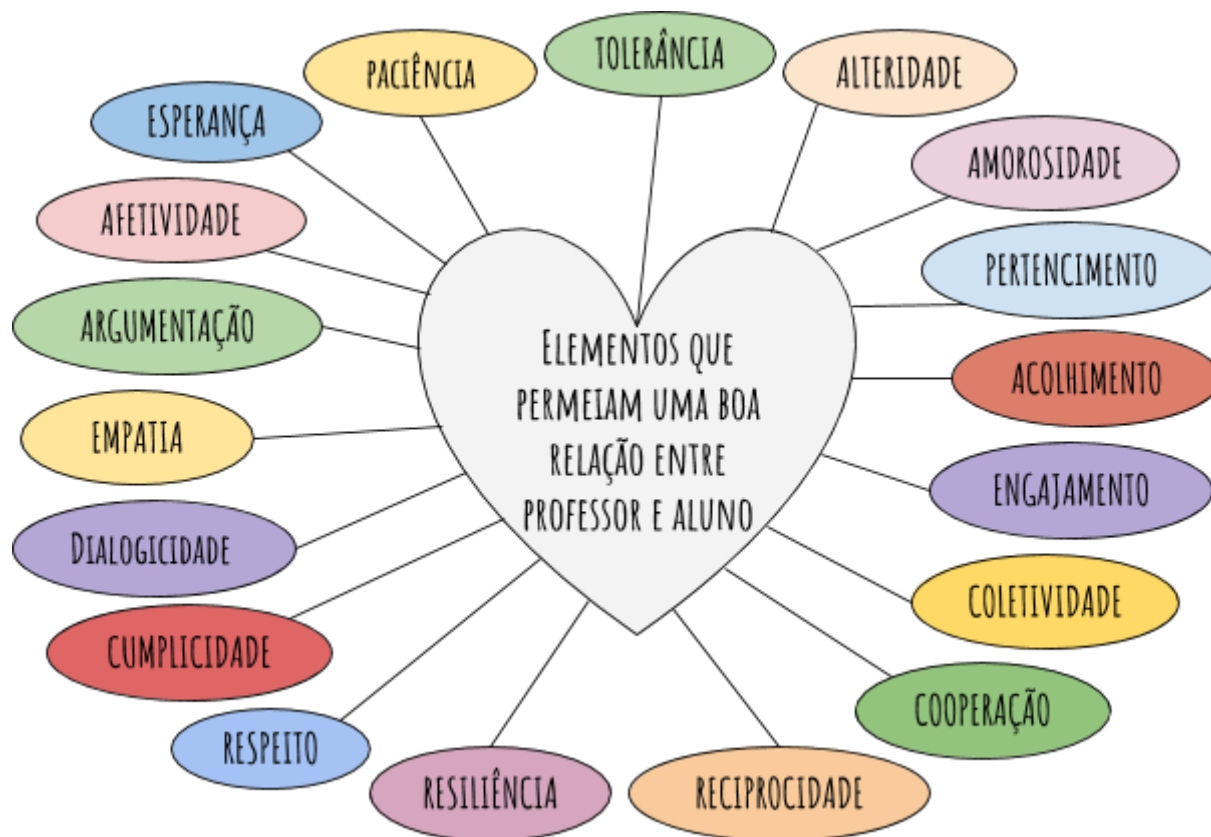 TOLERÂNCIA
ALTERIDADE
AMOROSIDADE
PERTENCIMENTO
ACOLHIMENTO
ENGAJAMENTO
COLETIVIDADE
COOPERAÇÃO
RECIPROCIDADE
RESILIÊNCIA
RESPEITO
CUMPLICIDADE
DIALOGICIDADE
EMPATIA
ARGUMENTAÇÃO
AFETIVIDADE
ESPERANÇA
PACIÊNCIA
ELEMENTOS QUE
PERMEIAM UMA BOA
RELAÇÃO ENTRE
PROFESSOR E ALUNO